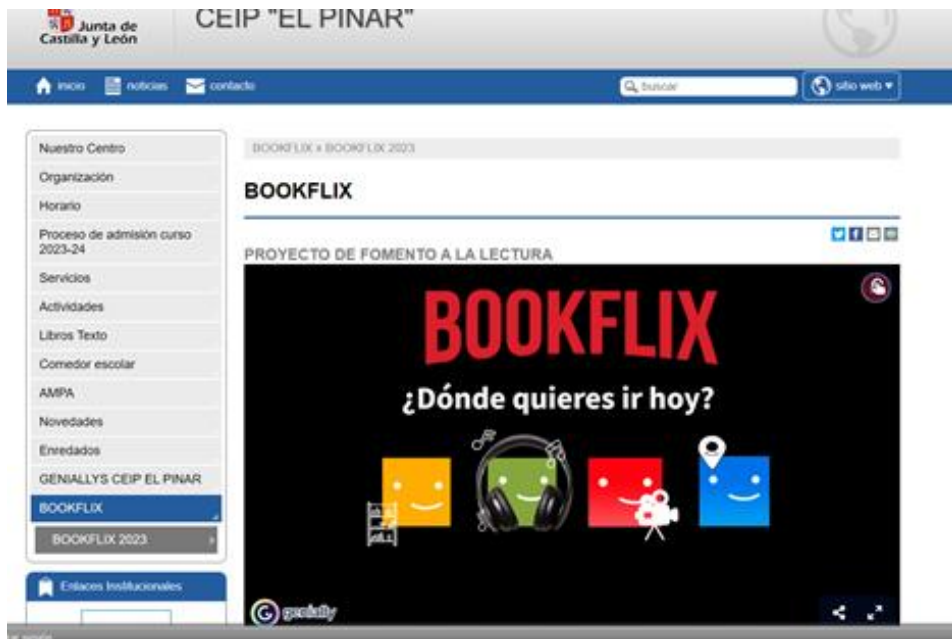 CEIP "EL PINAR"
Junta de
Castilla y León
inicio noticias contacto
buscar
sitio web
Nuestro Centro
Organización
Horario
Proceso de admisión curso
2023-24
Servicios
Actividades
Libros Texto
Comedor escolar
AMPA
Novedades
Enredados
GENIALLYS CEIP EL PINAR
BOOKFLIX
BOOKFLIX 2023
Enlaces Institucionales
BOOKFLIX » BOOKFLIX 2023
BOOKFLIX
PROYECTO DE FOMENTO A LA LECTURA
BOOKFLIX
¿Dónde quieres ir hoy?
genially